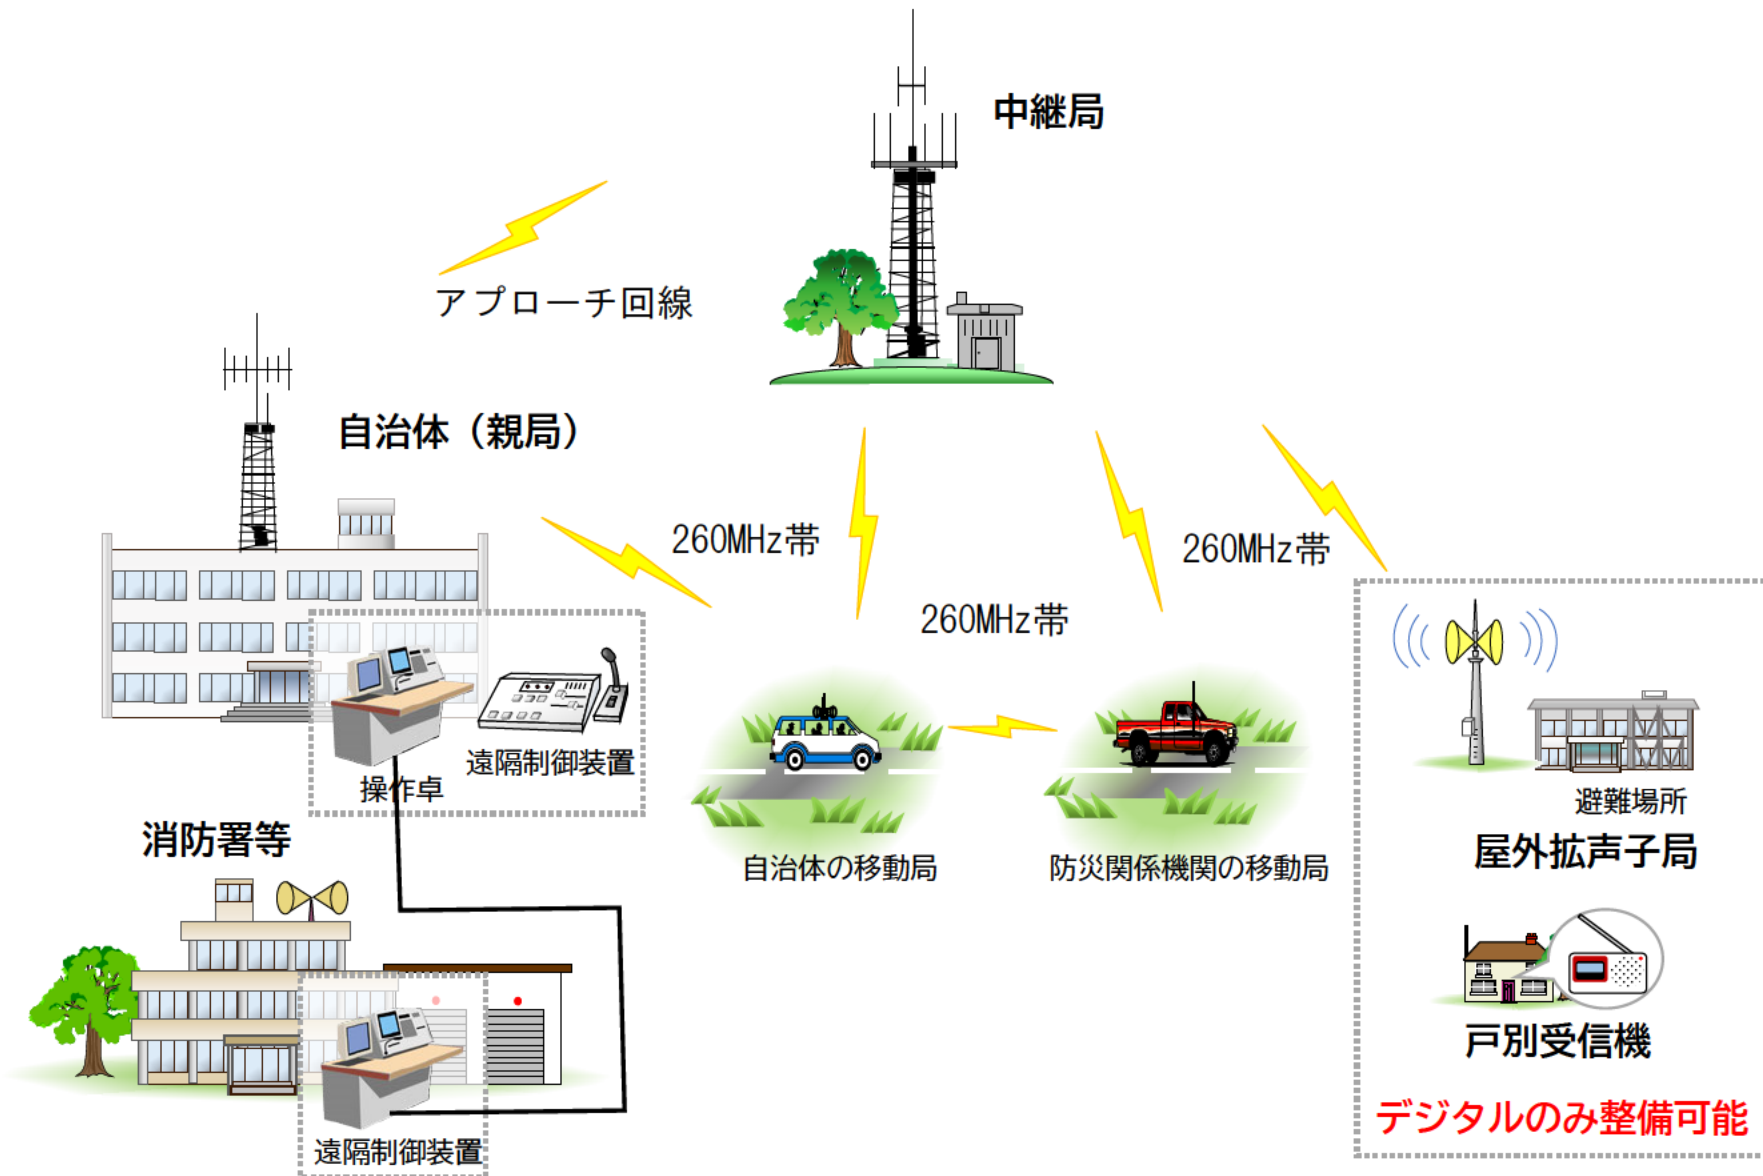 中継局
アプローチ回線
自治体（親局）
260MHz帯
260MHz帯
260MHz帯
操作卓
遠隔制御装置
避難場所
屋外拡声子局
消防署等
自治体の移動局
防災関係機関の移動局
戸別受信機
デジタルのみ整備可能
遠隔制御装置